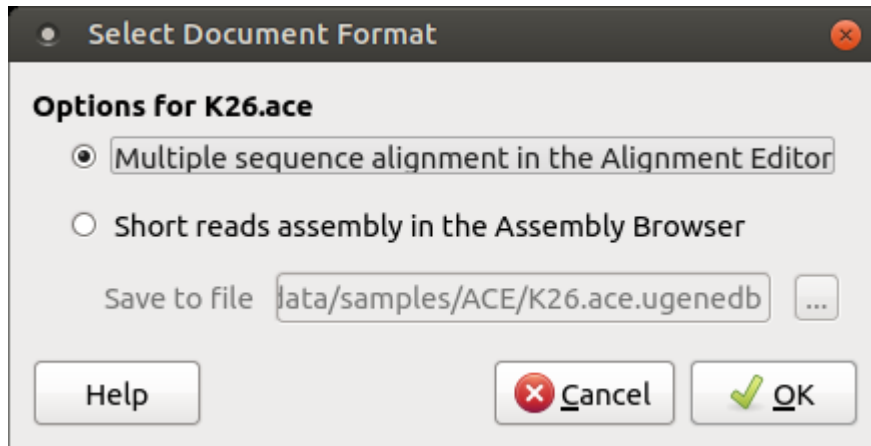 Select Document Format
Options for K26.ace
Multiple sequence alignment in the Alignment Editor
Short reads assembly in the Assembly Browser
Save to file data/samples/ACE/K26.ace.ugenedb ...
Help Cancel OK